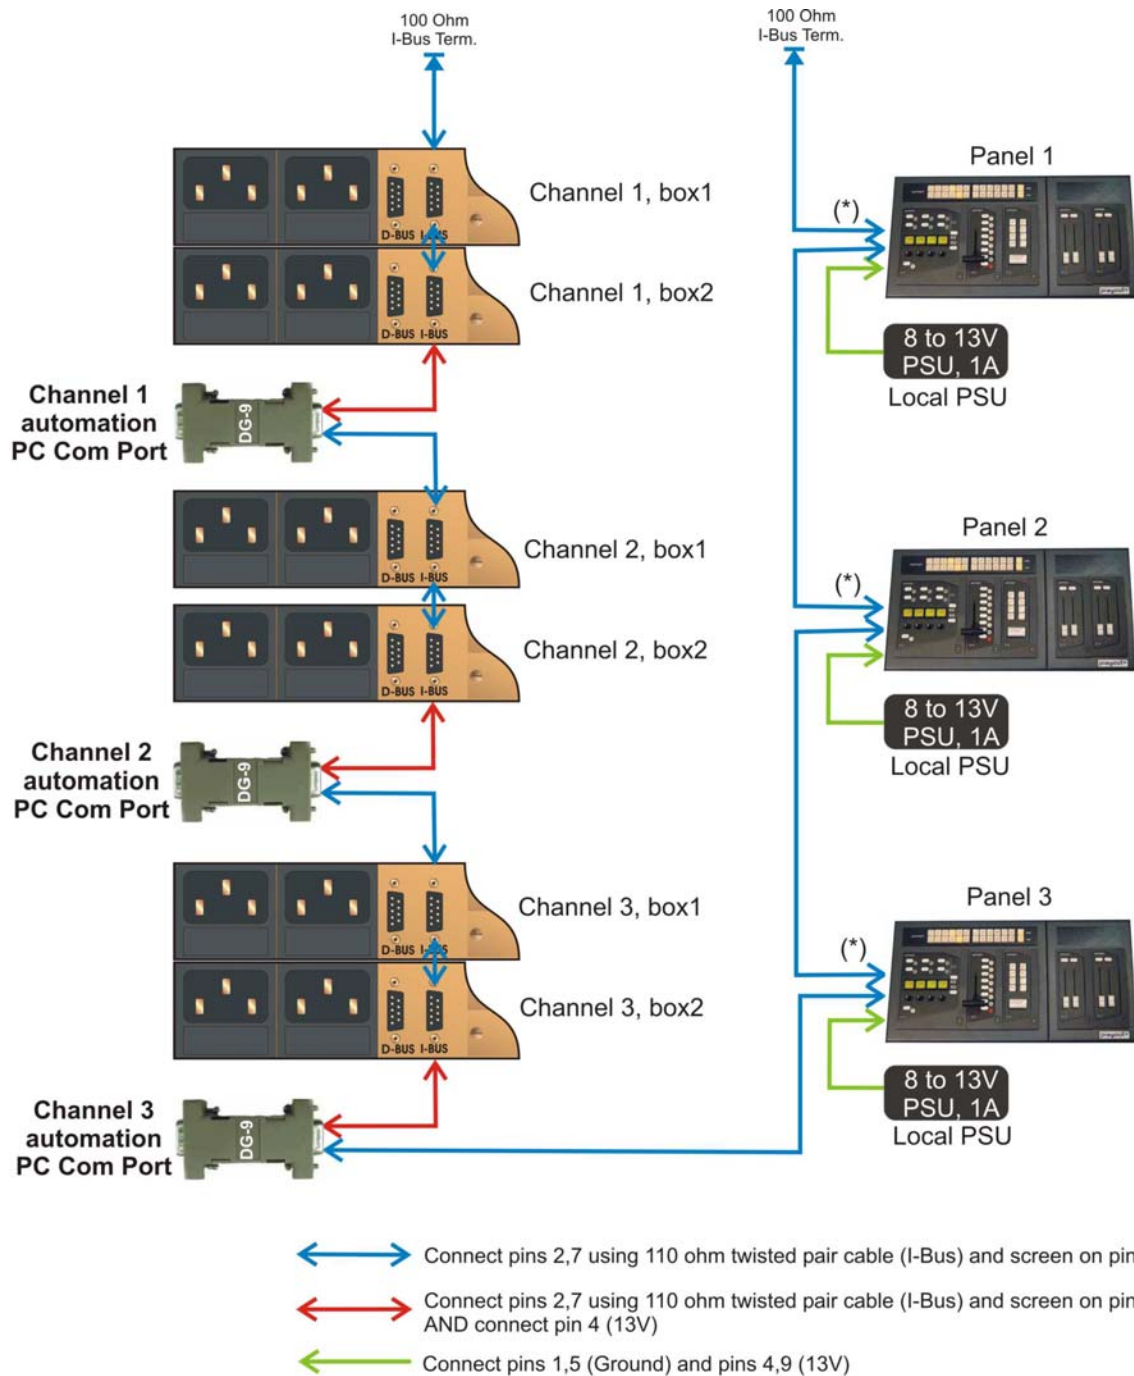 100 Ohm
I-Bus Term.
100 Ohm
I-Bus Term.
Panel 1
(*)
Channel 1, box1
D-BUS I-BUS
Channel 1, box2
D-BUS I-BUS
8 to 13V
PSU, 1A
Local PSU
Channel 1
automation
PC Com Port
DG-9
Panel 2
(*)
Channel 2, box1
D-BUS I-BUS
Channel 2, box2
D-BUS I-BUS
8 to 13V
PSU, 1A
Local PSU
Channel 2
automation
PC Com Port
DG-9
Panel 3
(*)
Channel 3, box1
D-BUS I-BUS
Channel 3, box2
D-BUS I-BUS
8 to 13V
PSU, 1A
Local PSU
Channel 3
automation
PC Com Port
DG-9
Connect pins 2,7 using 110 ohm twisted pair cable (I-Bus) and screen on pin
Connect pins 2,7 using 110 ohm twisted pair cable (I-Bus) and screen on pin
AND connect pin 4 (13V)
Connect pins 1,5 (Ground) and pins 4,9 (13V)